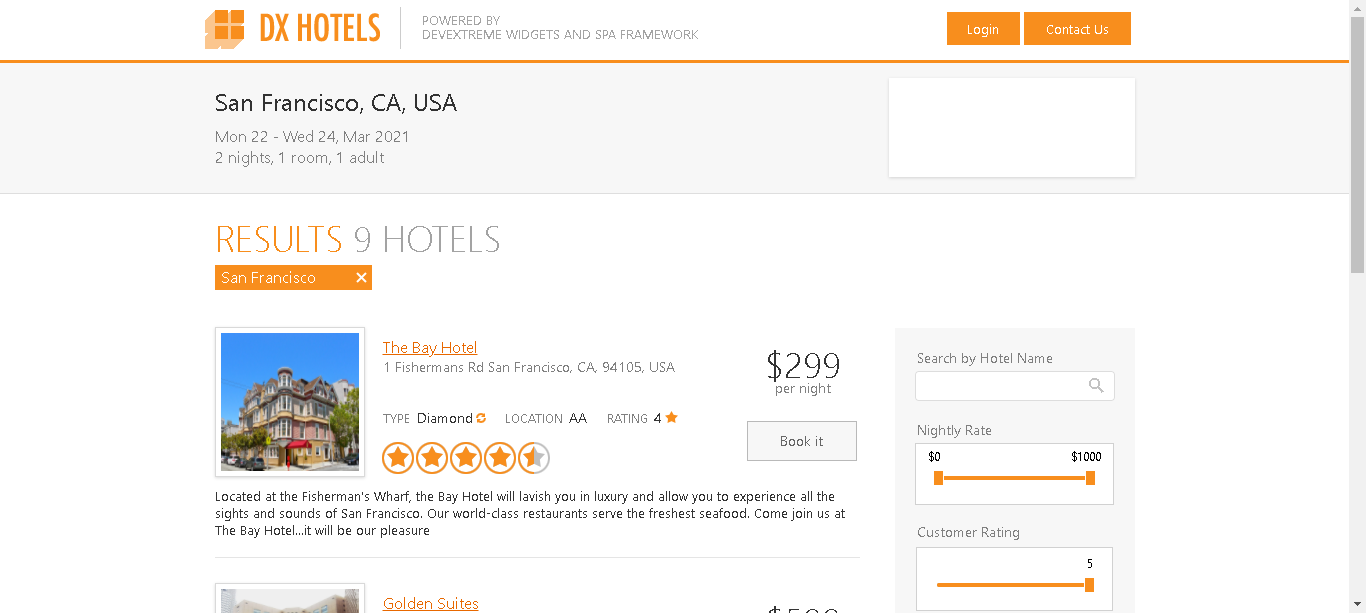 DX HOTELS
POWERED BY
DEVEXTREME WIDGETS AND SPA FRAMEWORK
Login
Contact Us
San Francisco, CA, USA
Mon 22 - Wed 24, Mar 2021
2 nights, 1 room, 1 adult
RESULTS 9 HOTELS
San Francisco
The Bay Hotel
1 Fishermans Rd San Francisco, CA, 94105, USA
TYPE Diamond LOCATION AA RATING 4
$299
per night
Book it
Located at the Fisherman's Wharf, the Bay Hotel will lavish you in luxury and allow you to experience all the
sights and sounds of San Francisco. Our world-class restaurants serve the freshest seafood. Come join us at
The Bay Hotel...it will be our pleasure
Golden Suites
Search by Hotel Name
Nightly Rate
$0 $1000
Customer Rating
5